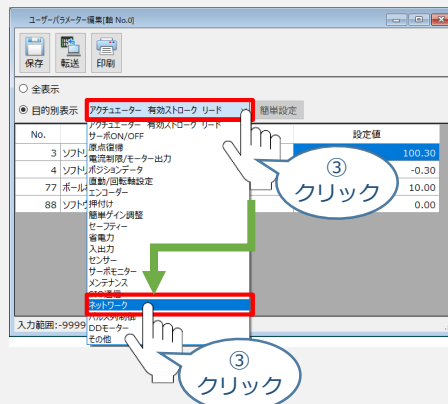 ユーザーパラメーター編集[軸 No.0]
保存 転送 印刷
全表示
目的別表示 アクチュエーター 有効ストローク リード 簡単設定
No. 設定値
3 ソフトリ 100.30
4 ソフトリ -0.30
77 ボール 10.00
88 ソフトウ 0.00
アクチュエーター 有効ストローク リード
サーボON/OFF
原点復帰
電流制限/モーター出力
ポジションデータ
直動/回転軸設定
エンコーダー
押付け
簡単ゲイン調整
セーフティー
省電力
入出力
センサー
サーボモニター
メンテナンス
ネットワーク
パルス列制御
DDモーター
その他
入力範囲:-9999
③
クリック
③
クリック